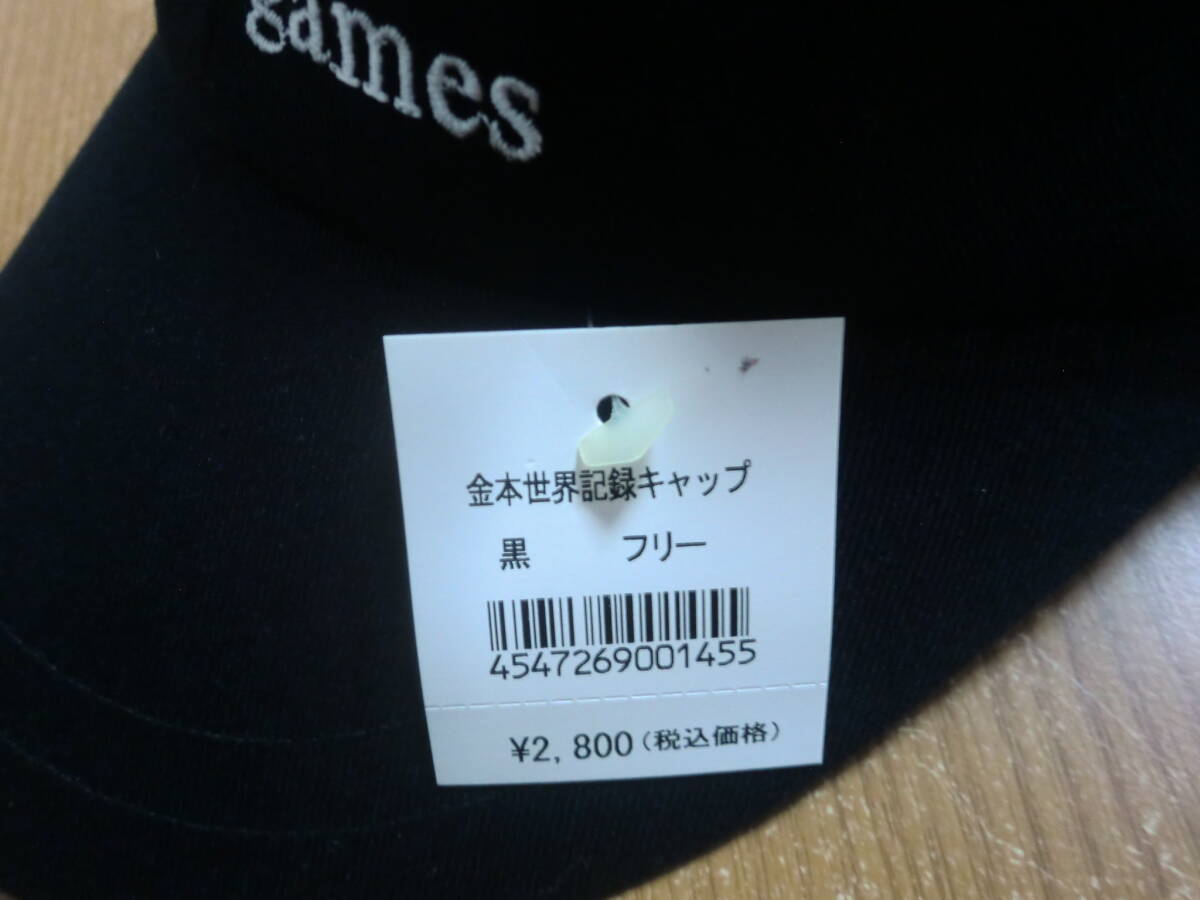 games
金本世界記録キャップ
黒 フリー
4547269001455
¥2,800(税込価格)